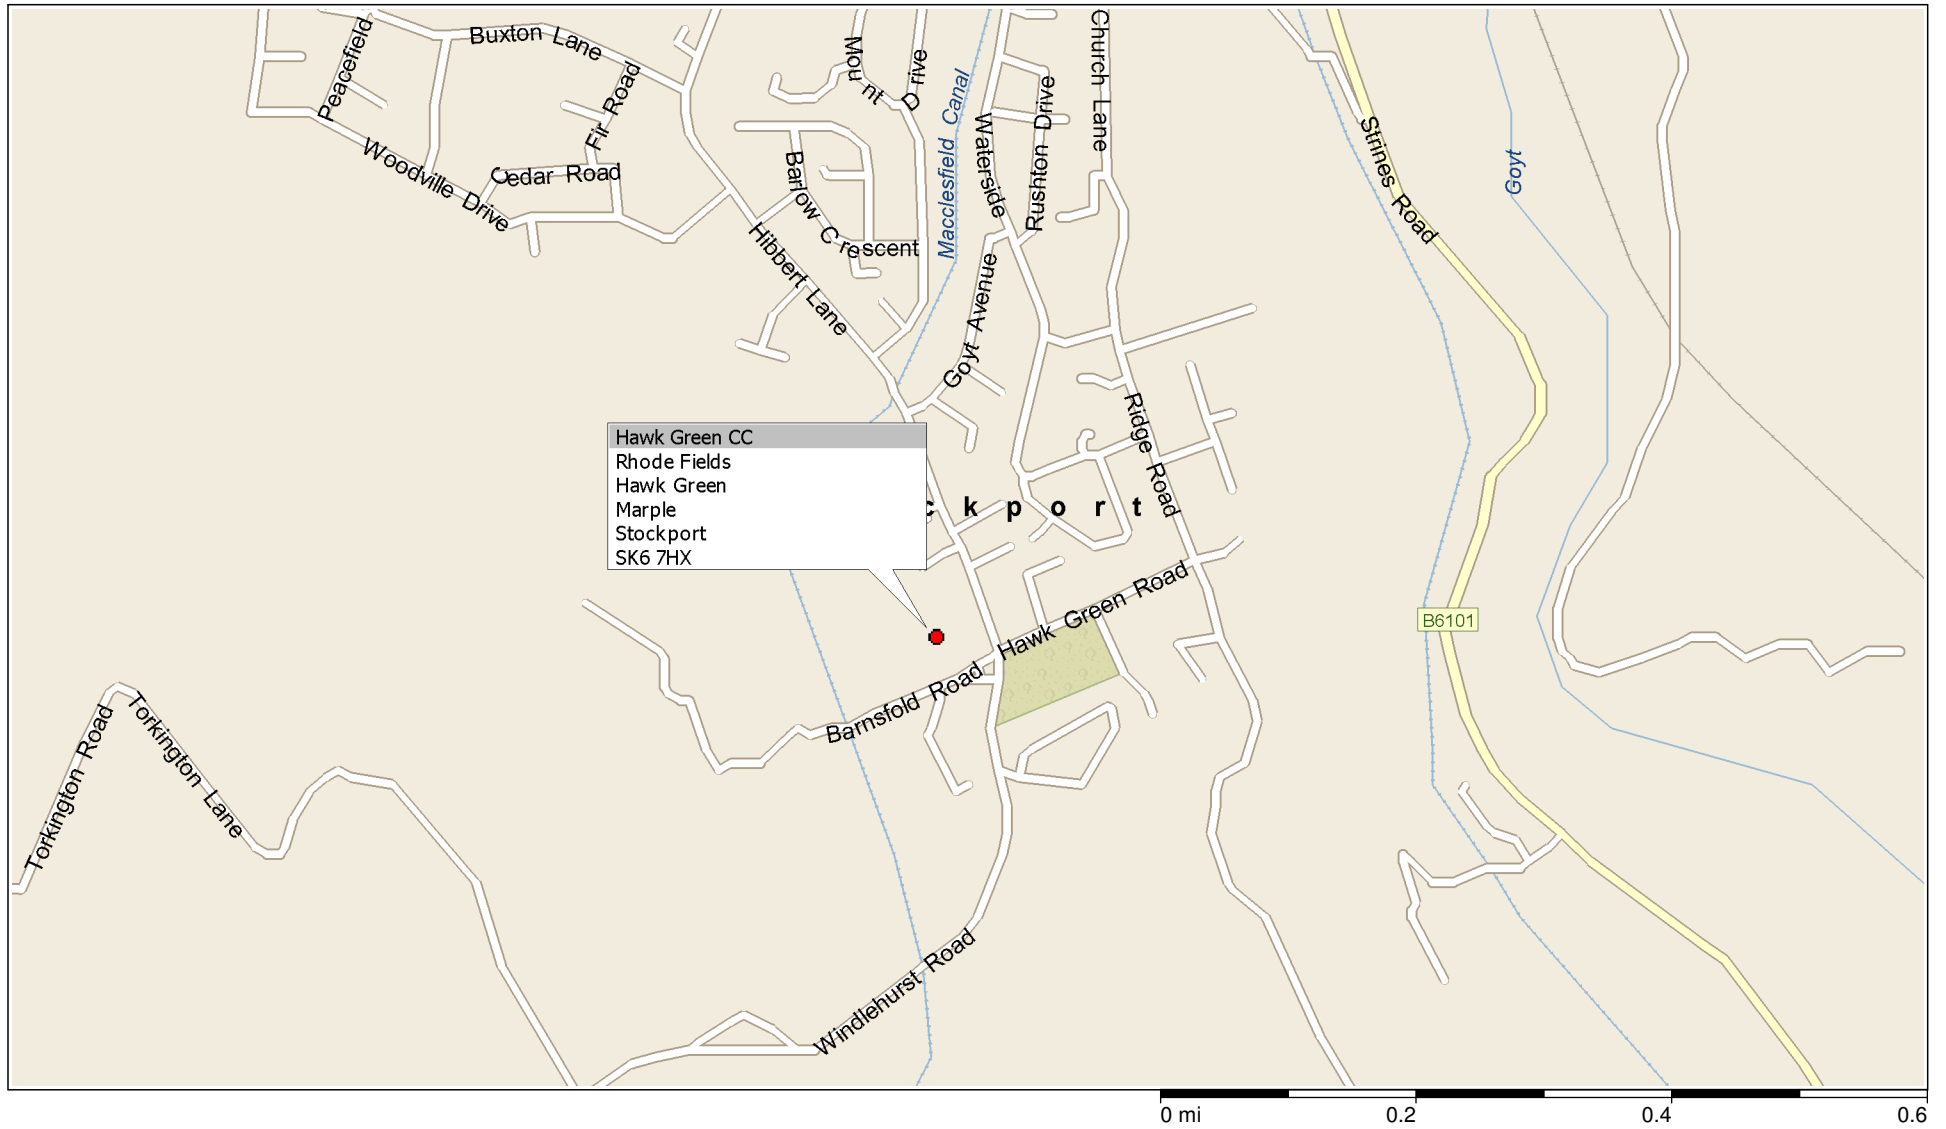 Buxton Lane
Peacefield
Fir Road
Mount Drive
Macclesfield Canal
Church Lane
Waterside
Rushton Drive
Strines Road
Goyt
Woodville Drive
Cedar Road
Barlow Crescent
Hibbert Lane
Goyt Avenue
Ridge Road
Hawk Green CC
Rhode Fields
Hawk Green
Marple
Stockport
SK6 7HX
ckport
Hawk Green Road
B6101
Barnsfold Road
Torkington Road
Torkington Lane
Windlehurst Road
0 mi 0.2 0.4 0.6